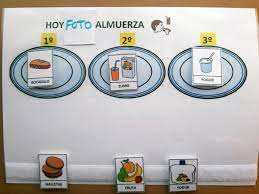 HOY FOTO ALMUERZA
1º 2º 3º
BOCADILLO ZUMO YOGUR
GALLETAS FRUTA YOGUR